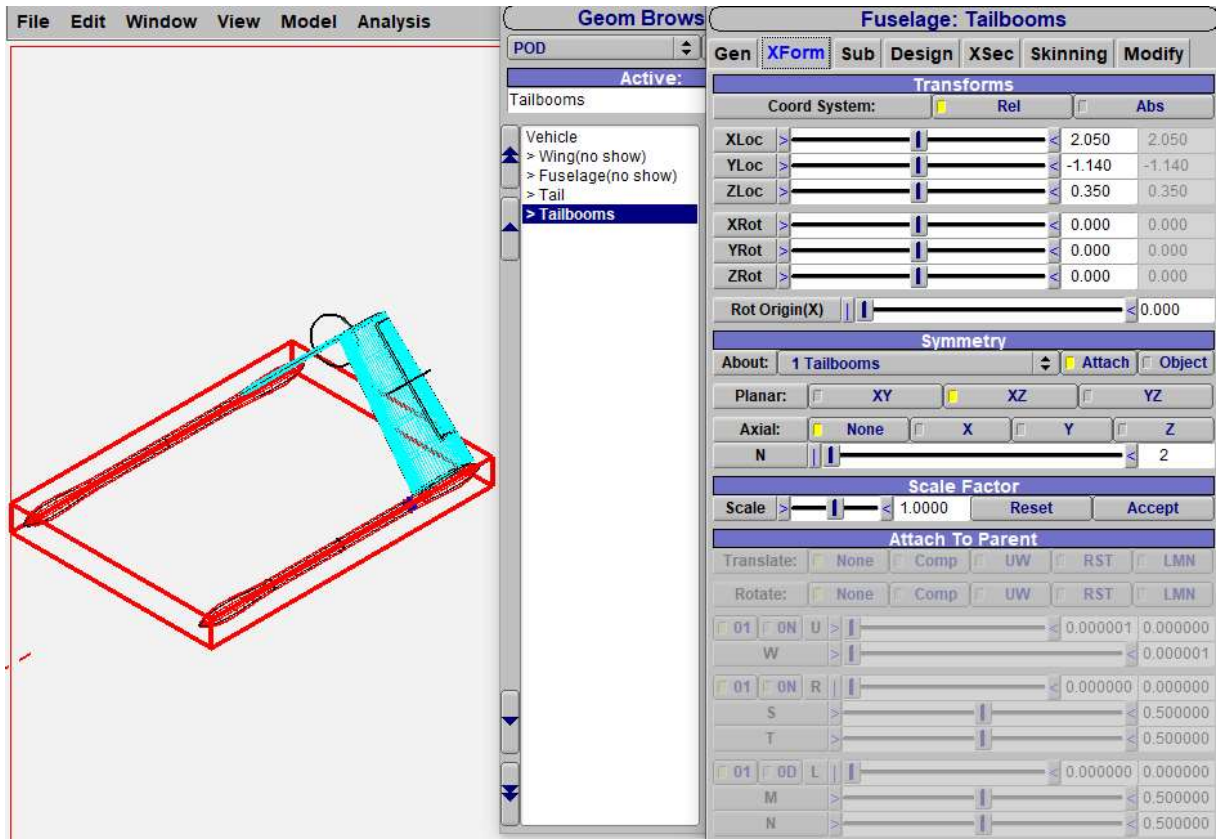 File Edit Window View Model Analysis
Geom Brows
POD
Active:
Tailbooms
Vehicle
> Wing(no show)
> Fuselage(no show)
> Tail
> Tailbooms
Fuselage: Tailbooms
Gen XForm Sub Design XSec Skinning Modify
Transforms
Coord System: Rel Abs
XLoc > < 2.050 2.050
YLoc > < -1.140 -1.140
ZLoc > < 0.350 0.350
XRot > < 0.000 0.000
YRot > < 0.000 0.000
ZRot > < 0.000 0.000
Rot Origin(X) | < 0.000
Symmetry
About: 1 Tailbooms Attach Object
Planar: XY XZ YZ
Axial: None X Y Z
N | < 2
Scale Factor
Scale > < 1.0000 Reset Accept
Attach To Parent
Translate: None Comp UW RST LMN
Rotate: None Comp UW RST LMN
01 0N U > < 0.000001 0.000000
W > < 0.000001
01 0N R | < 0.000000 0.000000
S > < 0.500000
T > < 0.500000
01 0D L | < 0.000000 0.000000
M > < 0.500000
N > < 0.500000